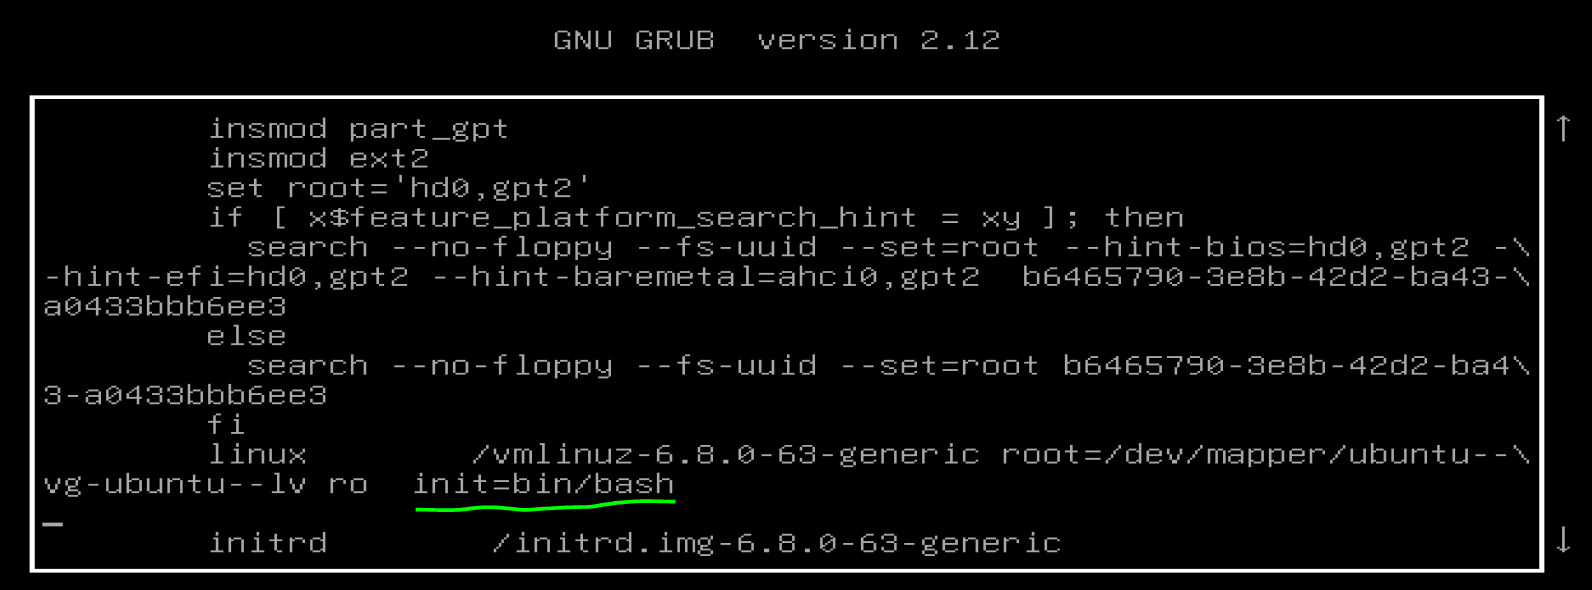 GNU GRUB  version 2.12
insmod part_gpt
insmod ext2
set root='hd0,gpt2'
if [ x$feature_platform_search_hint = xy ]; then
search --no-floppy --fs-uuid --set=root --hint-bios=hd0,gpt2 -\
-hint-efi=hd0,gpt2 --hint-baremetal=ahci0,gpt2  b6465790-3e8b-42d2-ba43-\
a0433bbb6ee3
else
search --no-floppy --fs-uuid --set=root b6465790-3e8b-42d2-ba4\
3-a0433bbb6ee3
fi
linux        /vmlinuz-6.8.0-63-generic root=/dev/mapper/ubuntu--\
vg-ubuntu--lv ro  init=bin/bash
initrd        /initrd.img-6.8.0-63-generic